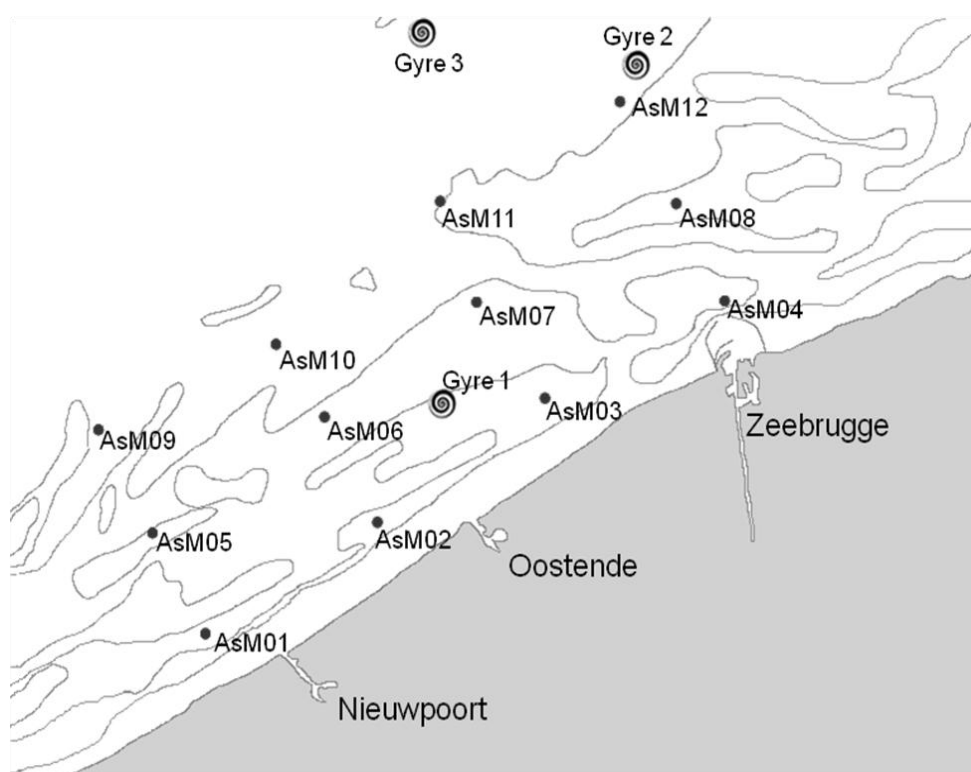 Gyre 3
Gyre 2
AsM12
AsM11
AsM08
AsM07
AsM04
AsM10
Gyre 1
AsM03
AsM06
AsM09
Zeebrugge
AsM05
AsM02
Oostende
AsM01
Nieuwpoort